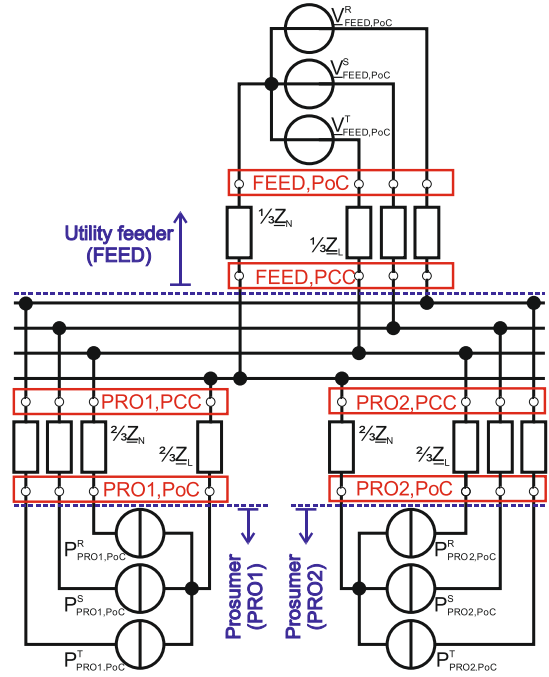 V^R_FEED,PoC
V^S_FEED,PoC
V^T_FEED,PoC
FEED,PoC
⅓Z_N
⅓Z_L
Utility feeder
(FEED)
FEED,PCC
PRO1,PCC
PRO2,PCC
⅔Z_N
⅔Z_L
⅔Z_N
⅔Z_L
PRO1,PoC
PRO2,PoC
P^R_PRO1,PoC
P^S_PRO1,PoC
P^T_PRO1,PoC
Prosumer
(PRO1)
Prosumer
(PRO2)
P^R_PRO2,PoC
P^S_PRO2,PoC
P^T_PRO2,PoC